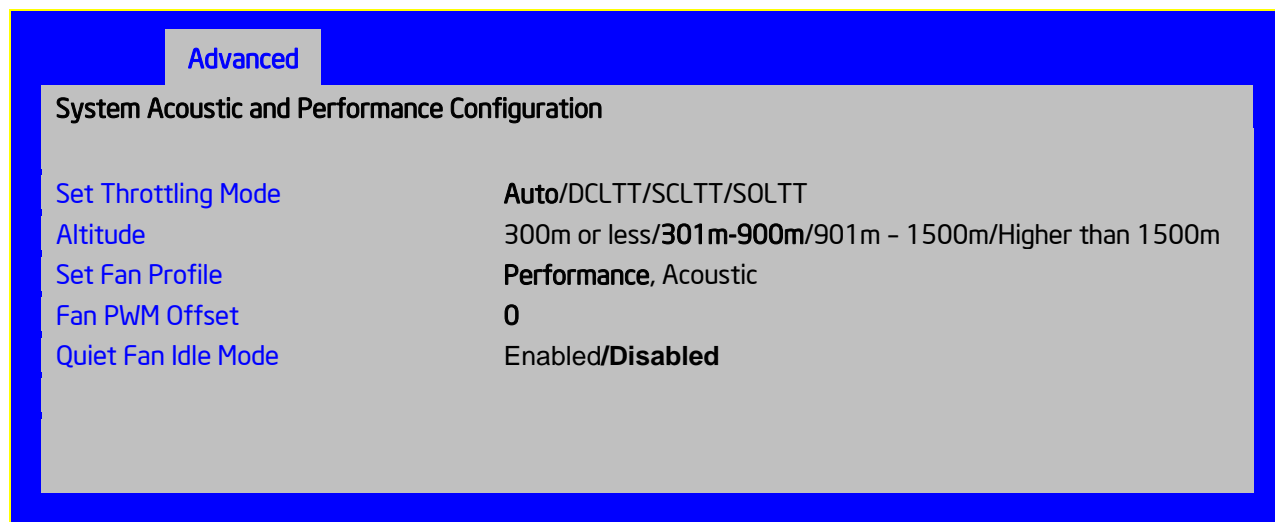 Advanced
System Acoustic and Performance Configuration
Set Throttling Mode Auto/DCLTT/SCLTT/SOLTT
Altitude 300m or less/301m-900m/901m – 1500m/Higher than 1500m
Set Fan Profile Performance, Acoustic
Fan PWM Offset 0
Quiet Fan Idle Mode Enabled/Disabled